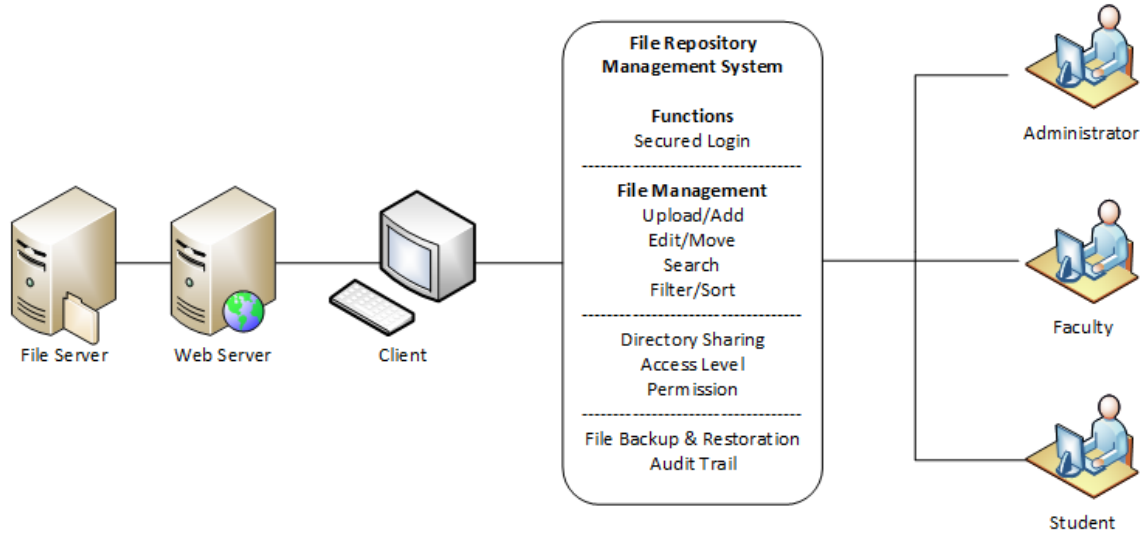 File Server
Web Server
Client
File Repository
Management System
Functions
Secured Login
----------------------------------
File Management
Upload/Add
Edit/Move
Search
Filter/Sort
----------------------------------
Directory Sharing
Access Level
Permission
----------------------------------
File Backup & Restoration
Audit Trail
Administrator
Faculty
Student